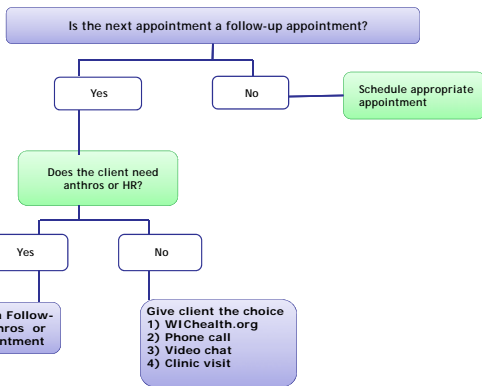 Is the next appointment a follow-up appointment?
Yes
No
Schedule appropriate
appointment
Does the client need
anthros or HR?
Yes
No
Follow-
or
Give client the choice
1) WIChealth.org
2) Phone call
3) Video chat
4) Clinic visit